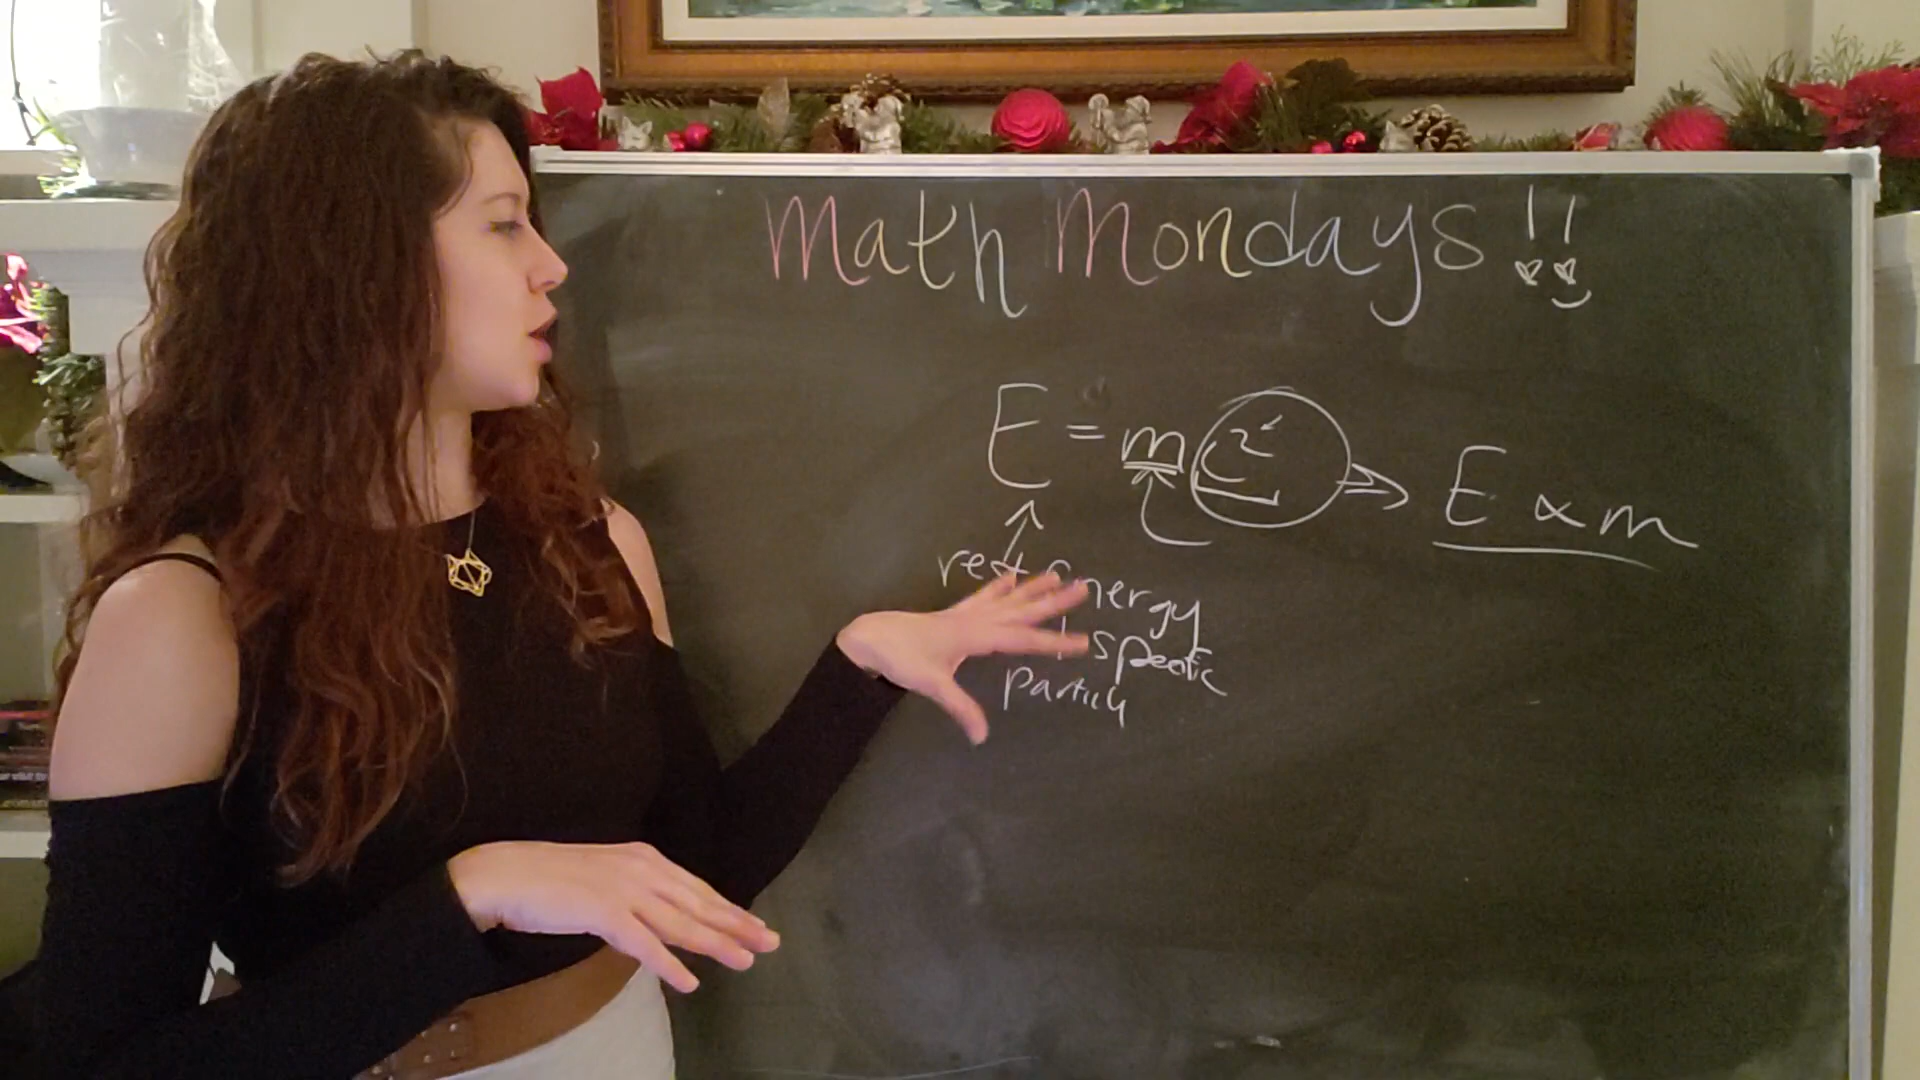 Math Mondays!!
E = mc² ⇒ E ∝ m
rest energy
specific
particle